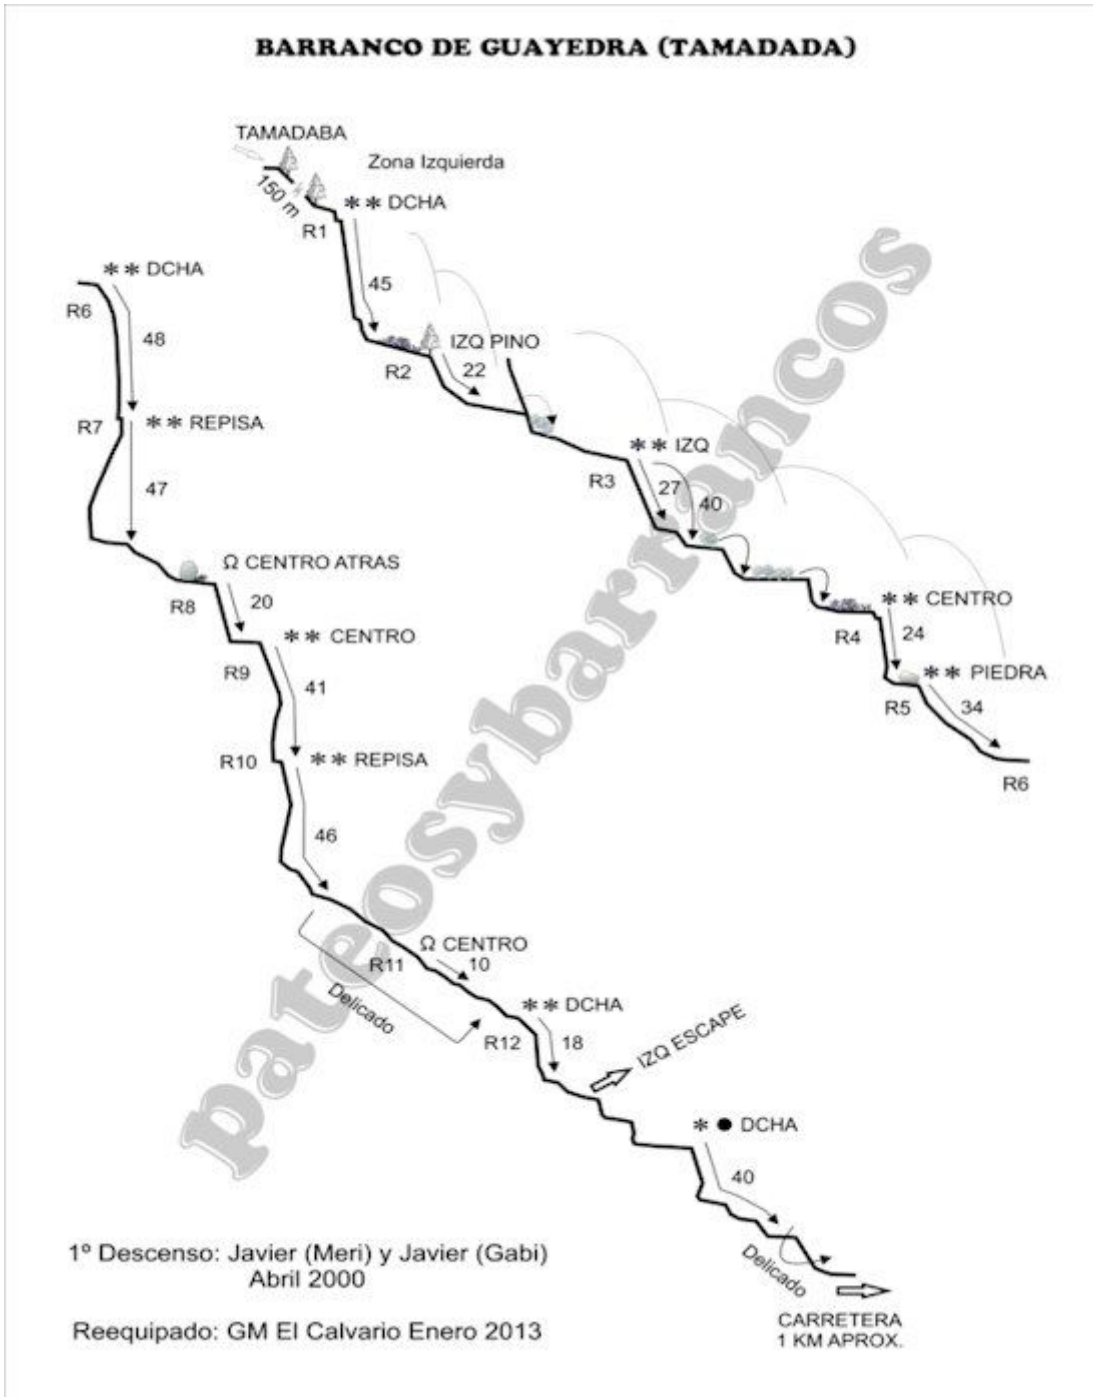 BARRANCO DE GUAYEDRA (TAMADADA)
TAMADABA
Zona Izquierda
150 m
R1
** DCHA
45
R2
IZQ PINO
22
R3
** IZQ
27
40
R4
** CENTRO
24
R5
** PIEDRA
34
R6
** DCHA
R6
48
R7
** REPISA
47
Ω CENTRO ATRAS
R8
20
** CENTRO
R9
41
R10
** REPISA
46
Ω CENTRO
R11
10
Delicado
** DCHA
R12
18
IZQ ESCAPE
* ● DCHA
40
Delicado
CARRETERA
1 KM APROX.
1º Descenso: Javier (Meri) y Javier (Gabi)
Abril 2000
Reequipado: GM El Calvario Enero 2013
pateosybarrancos